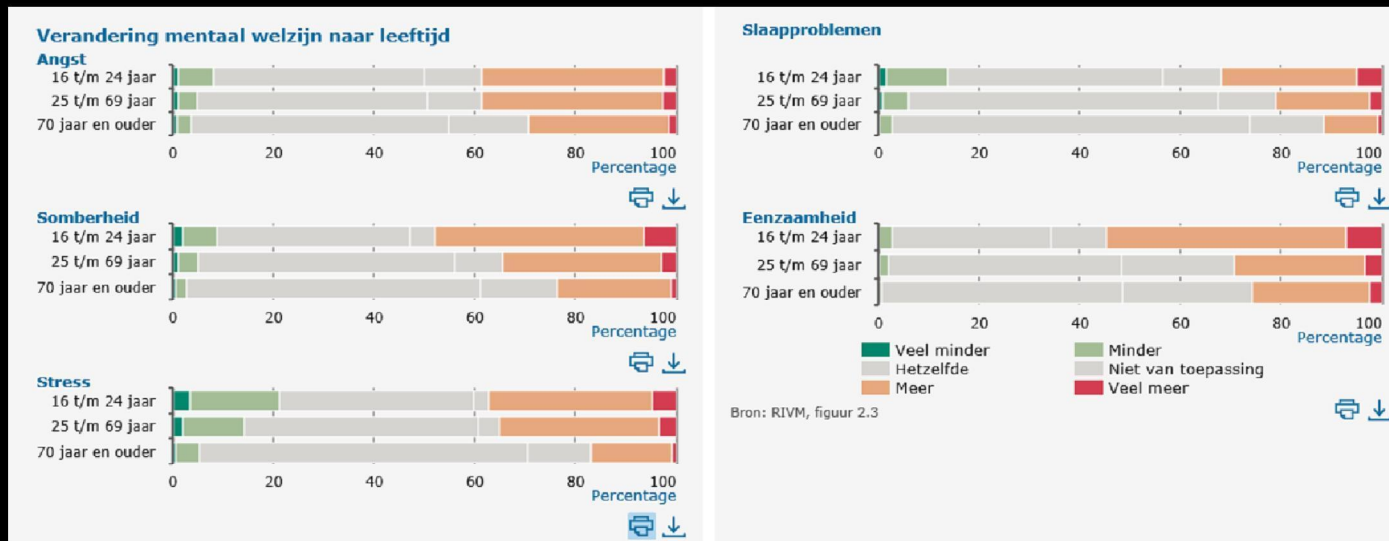 Verandering mentaal welzijn naar leeftijd
Angst
16 t/m 24 jaar
25 t/m 69 jaar
70 jaar en ouder
0 20 40 60 80 100
Percentage
Somberheid
16 t/m 24 jaar
25 t/m 69 jaar
70 jaar en ouder
0 20 40 60 80 100
Percentage
Stress
16 t/m 24 jaar
25 t/m 69 jaar
70 jaar en ouder
0 20 40 60 80 100
Percentage
Slaapproblemen
16 t/m 24 jaar
25 t/m 69 jaar
70 jaar en ouder
0 20 40 60 80 100
Percentage
Eenzaamheid
16 t/m 24 jaar
25 t/m 69 jaar
70 jaar en ouder
0 20 40 60 80 100
Percentage
Veel minder Minder
Hetzelfde Niet van toepassing
Meer Veel meer
Bron: RIVM, figuur 2.3